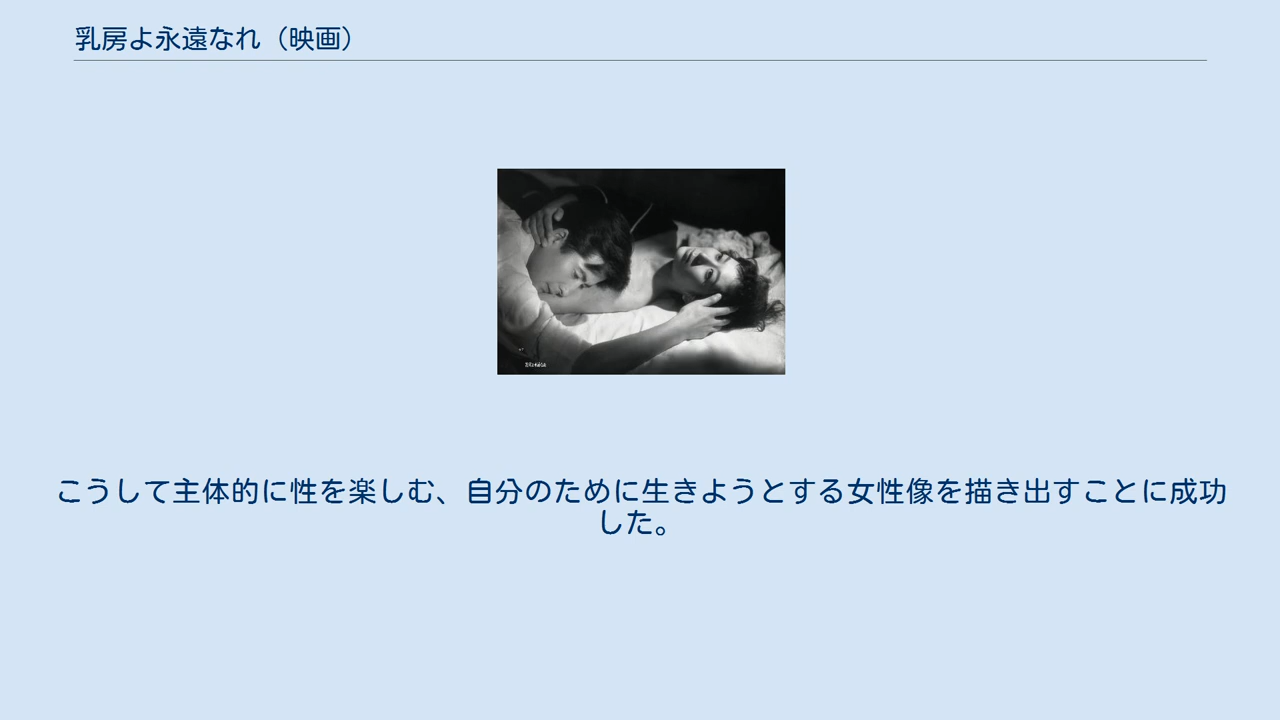 乳房よ永遠なれ（映画）
こうして主体的に性を楽しむ、自分のために生きようとする女性像を描き出すことに成功
した。